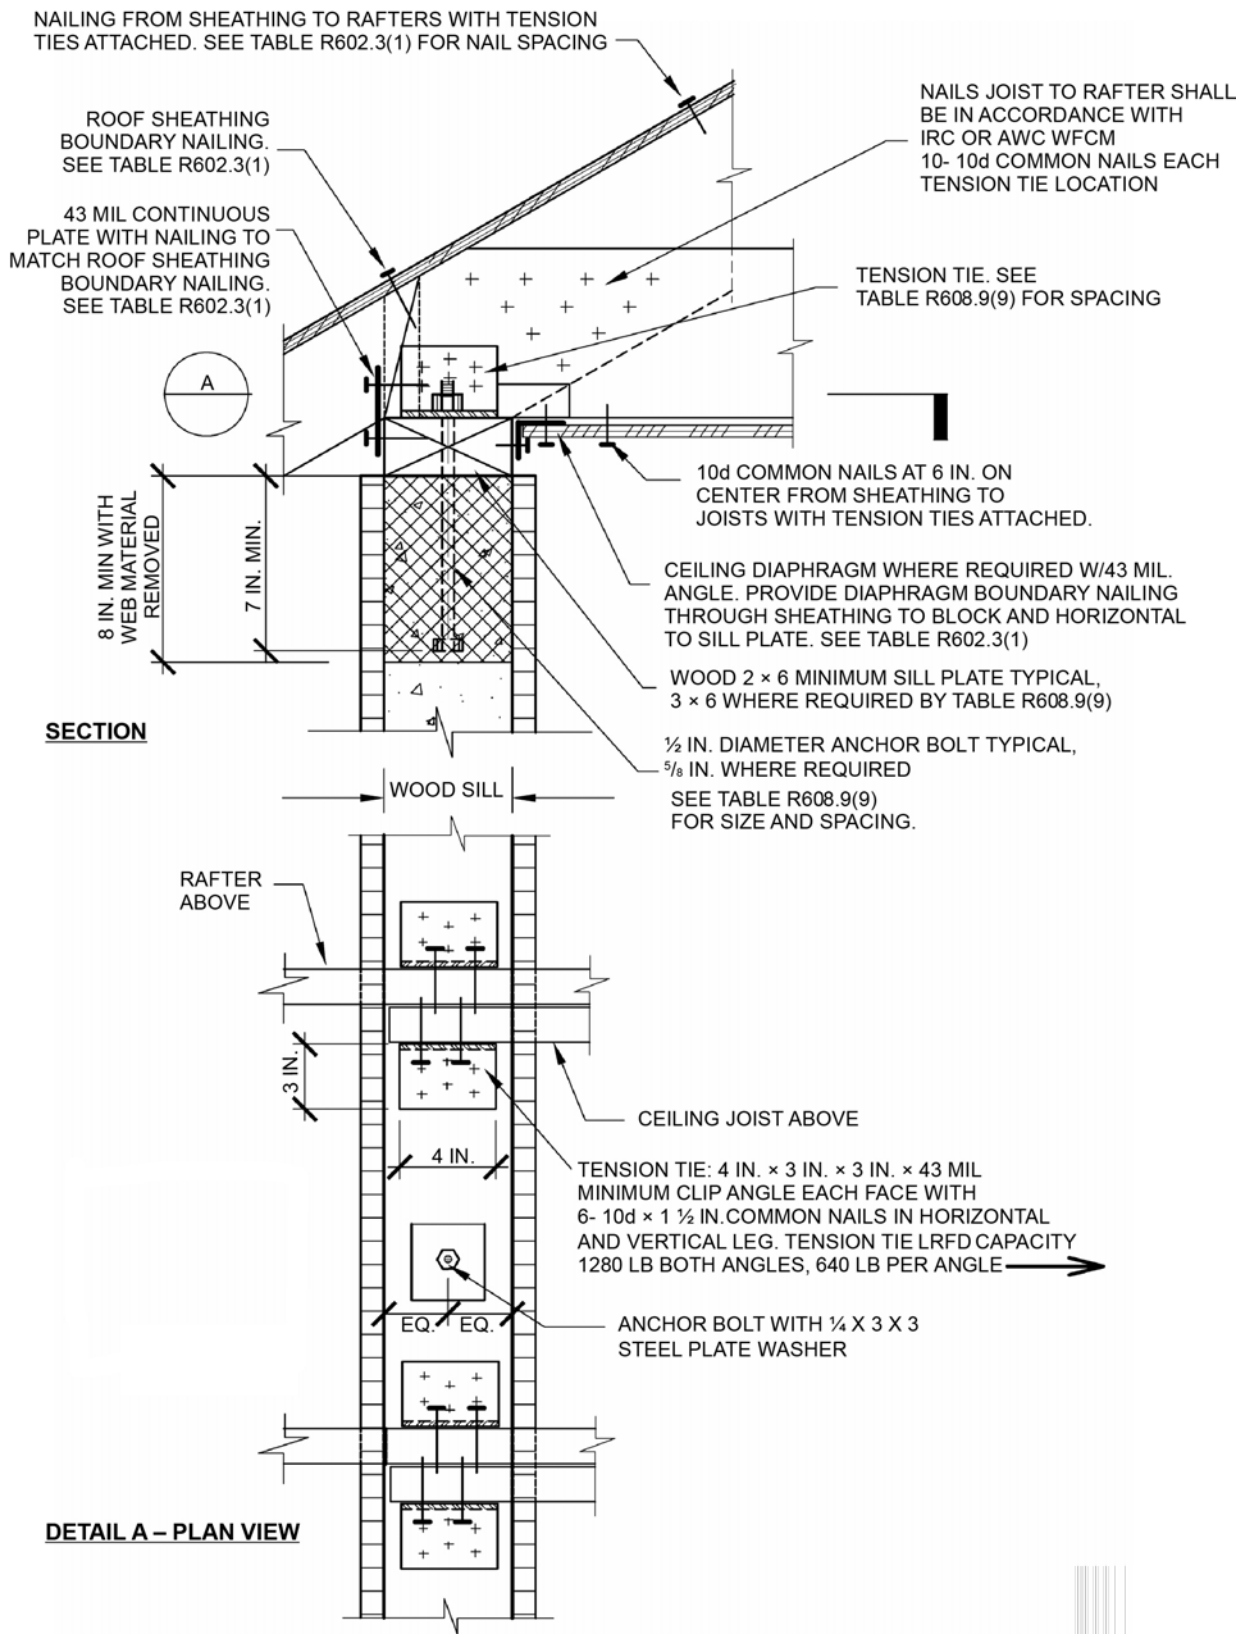 NAILING FROM SHEATHING TO RAFTERS WITH TENSION
TIES ATTACHED. SEE TABLE R602.3(1) FOR NAIL SPACING
ROOF SHEATHING
BOUNDARY NAILING.
SEE TABLE R602.3(1)
43 MIL CONTINUOUS
PLATE WITH NAILING TO
MATCH ROOF SHEATHING
BOUNDARY NAILING.
SEE TABLE R602.3(1)
NAILS JOIST TO RAFTER SHALL
BE IN ACCORDANCE WITH
IRC OR AWC WFCM
10- 10d COMMON NAILS EACH
TENSION TIE LOCATION
TENSION TIE. SEE
TABLE R608.9(9) FOR SPACING
A
8 IN. MIN WITH
WEB MATERIAL
REMOVED
7 IN. MIN.
10d COMMON NAILS AT 6 IN. ON
CENTER FROM SHEATHING TO
JOISTS WITH TENSION TIES ATTACHED.
CEILING DIAPHRAGM WHERE REQUIRED W/43 MIL.
ANGLE. PROVIDE DIAPHRAGM BOUNDARY NAILING
THROUGH SHEATHING TO BLOCK AND HORIZONTAL
TO SILL PLATE. SEE TABLE R602.3(1)
WOOD 2 × 6 MINIMUM SILL PLATE TYPICAL,
3 × 6 WHERE REQUIRED BY TABLE R608.9(9)
½ IN. DIAMETER ANCHOR BOLT TYPICAL,
⅝ IN. WHERE REQUIRED
SEE TABLE R608.9(9)
FOR SIZE AND SPACING.
SECTION
WOOD SILL
RAFTER
ABOVE
3 IN.
4 IN.
CEILING JOIST ABOVE
TENSION TIE: 4 IN. × 3 IN. × 3 IN. × 43 MIL
MINIMUM CLIP ANGLE EACH FACE WITH
6- 10d × 1 ½ IN.COMMON NAILS IN HORIZONTAL
AND VERTICAL LEG. TENSION TIE LRFD CAPACITY
1280 LB BOTH ANGLES, 640 LB PER ANGLE
EQ. EQ.
ANCHOR BOLT WITH ¼ X 3 X 3
STEEL PLATE WASHER
DETAIL A – PLAN VIEW